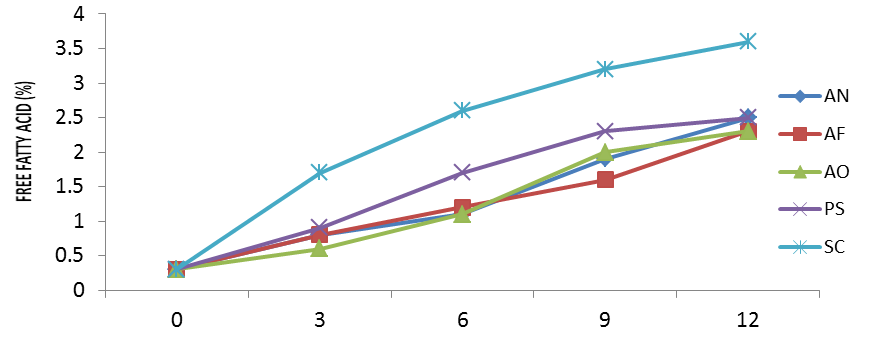 4
3.5
3
2.5
2
1.5
1
0.5
0
FREE FATTY ACID (%)
0 3 6 9 12
AN
AF
AO
PS
SC